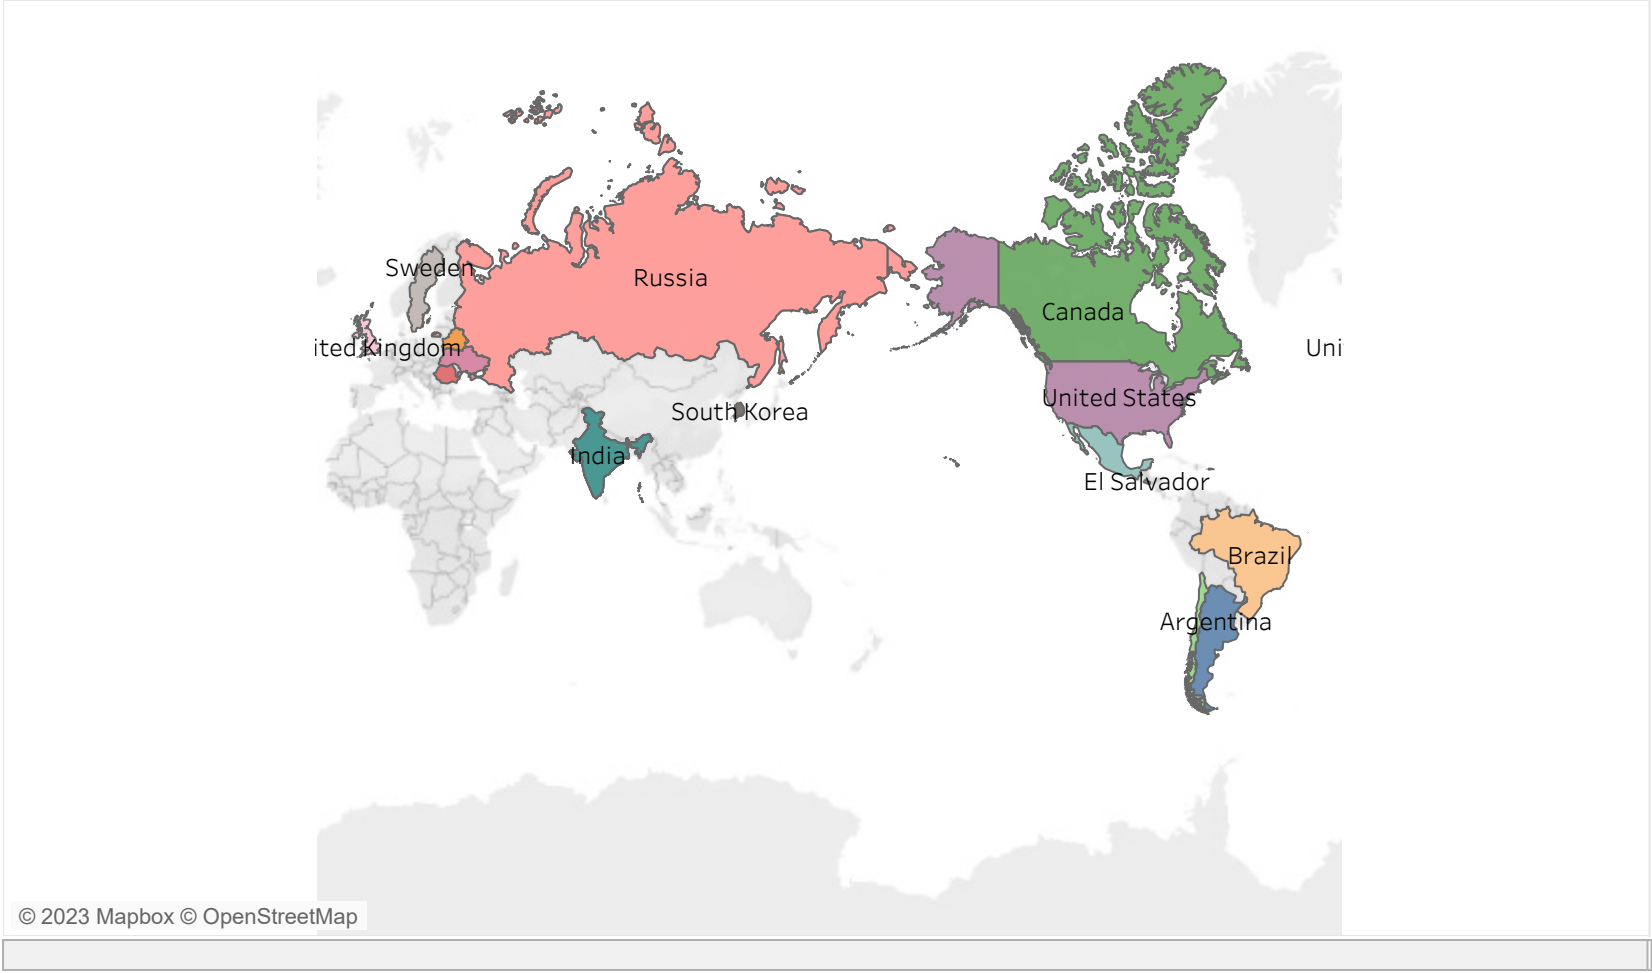 Sweden
Russia
Canada
ited Kingdom
Uni
United States
South Korea
India
El Salvador
Brazil
Argentina
© 2023 Mapbox © OpenStreetMap